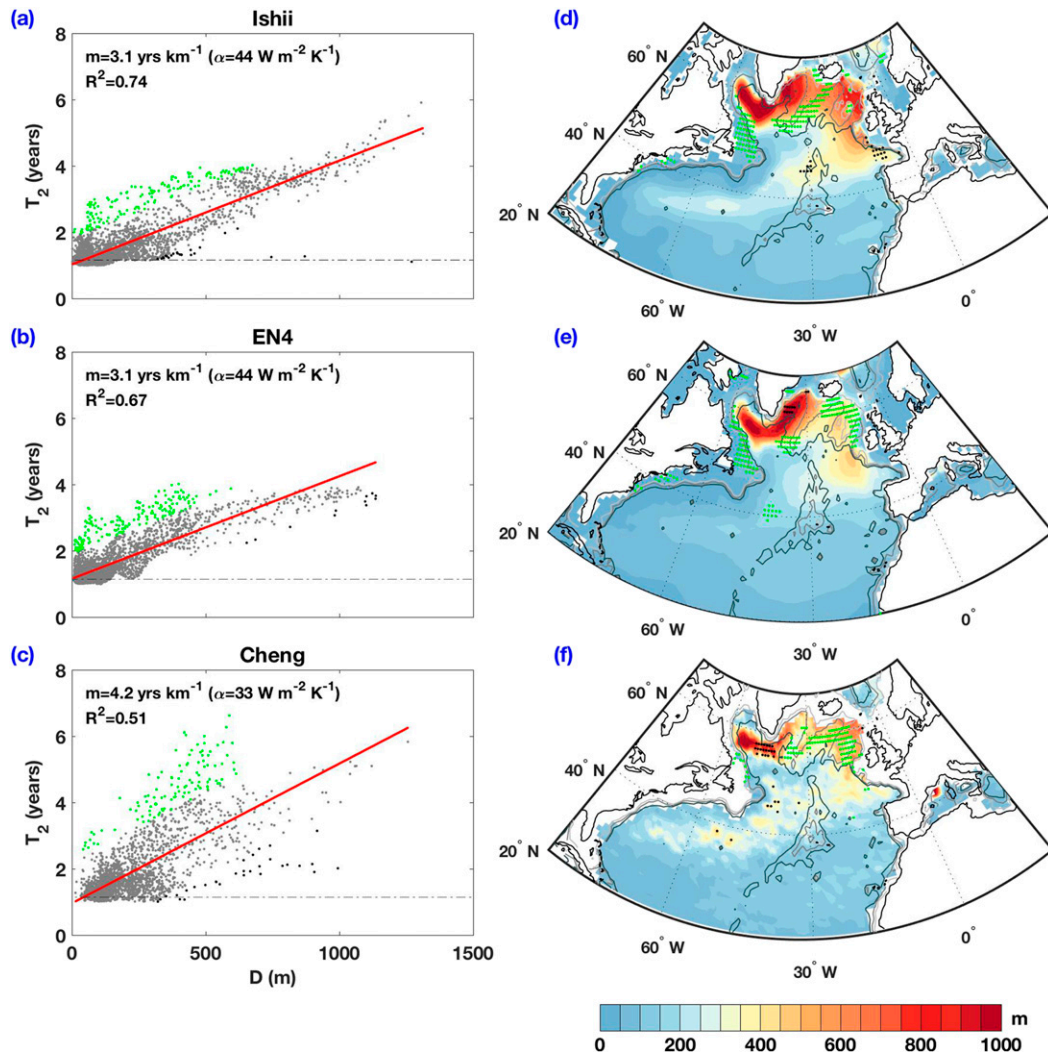 (a)
Ishii
8
6
4
2
0
T₂ (years)
m=3.1 yrs km⁻¹ (α=44 W m⁻² K⁻¹)
R²=0.74
(d)
60° N
40° N
20° N
60° W
30° W
0°
(b)
EN4
8
6
4
2
0
T₂ (years)
m=3.1 yrs km⁻¹ (α=44 W m⁻² K⁻¹)
R²=0.67
(e)
60° N
40° N
20° N
60° W
30° W
0°
(c)
Cheng
8
6
4
2
0
T₂ (years)
m=4.2 yrs km⁻¹ (α=33 W m⁻² K⁻¹)
R²=0.51
0 500 1000 1500
D (m)
(f)
60° N
40° N
20° N
60° W
30° W
0°
m
0 200 400 600 800 1000